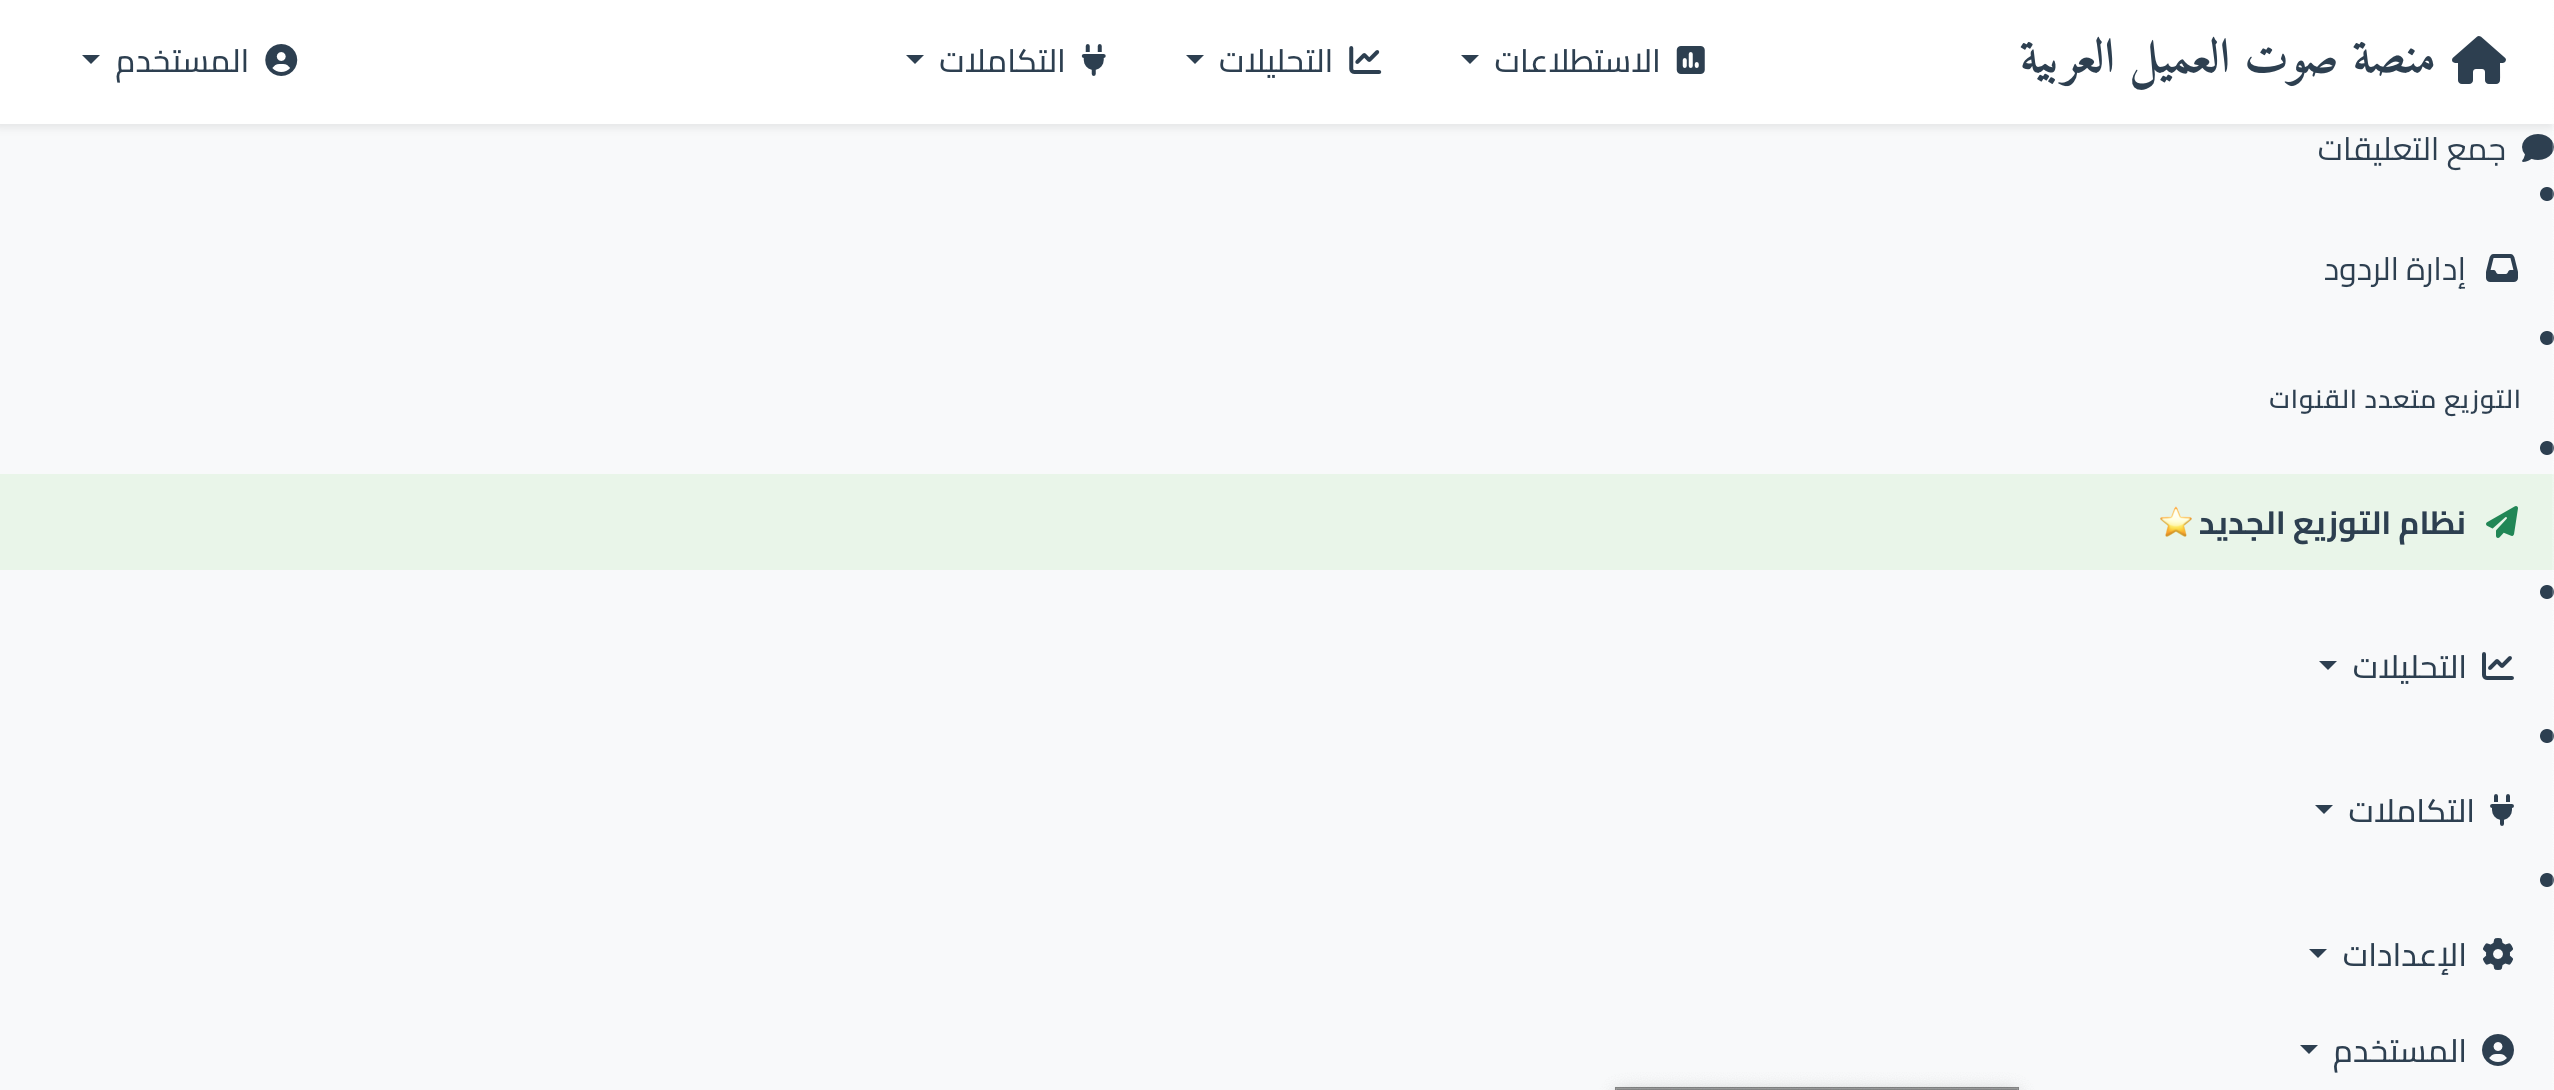 منصة صوت العميل العربية
الاستطلاعات
التحليلات
التكاملات
المستخدم
جمع التعليقات
إدارة الردود
التوزيع متعدد القنوات
نظام التوزيع الجديد ⭐
التحليلات
التكاملات
الإعدادات
المستخدم